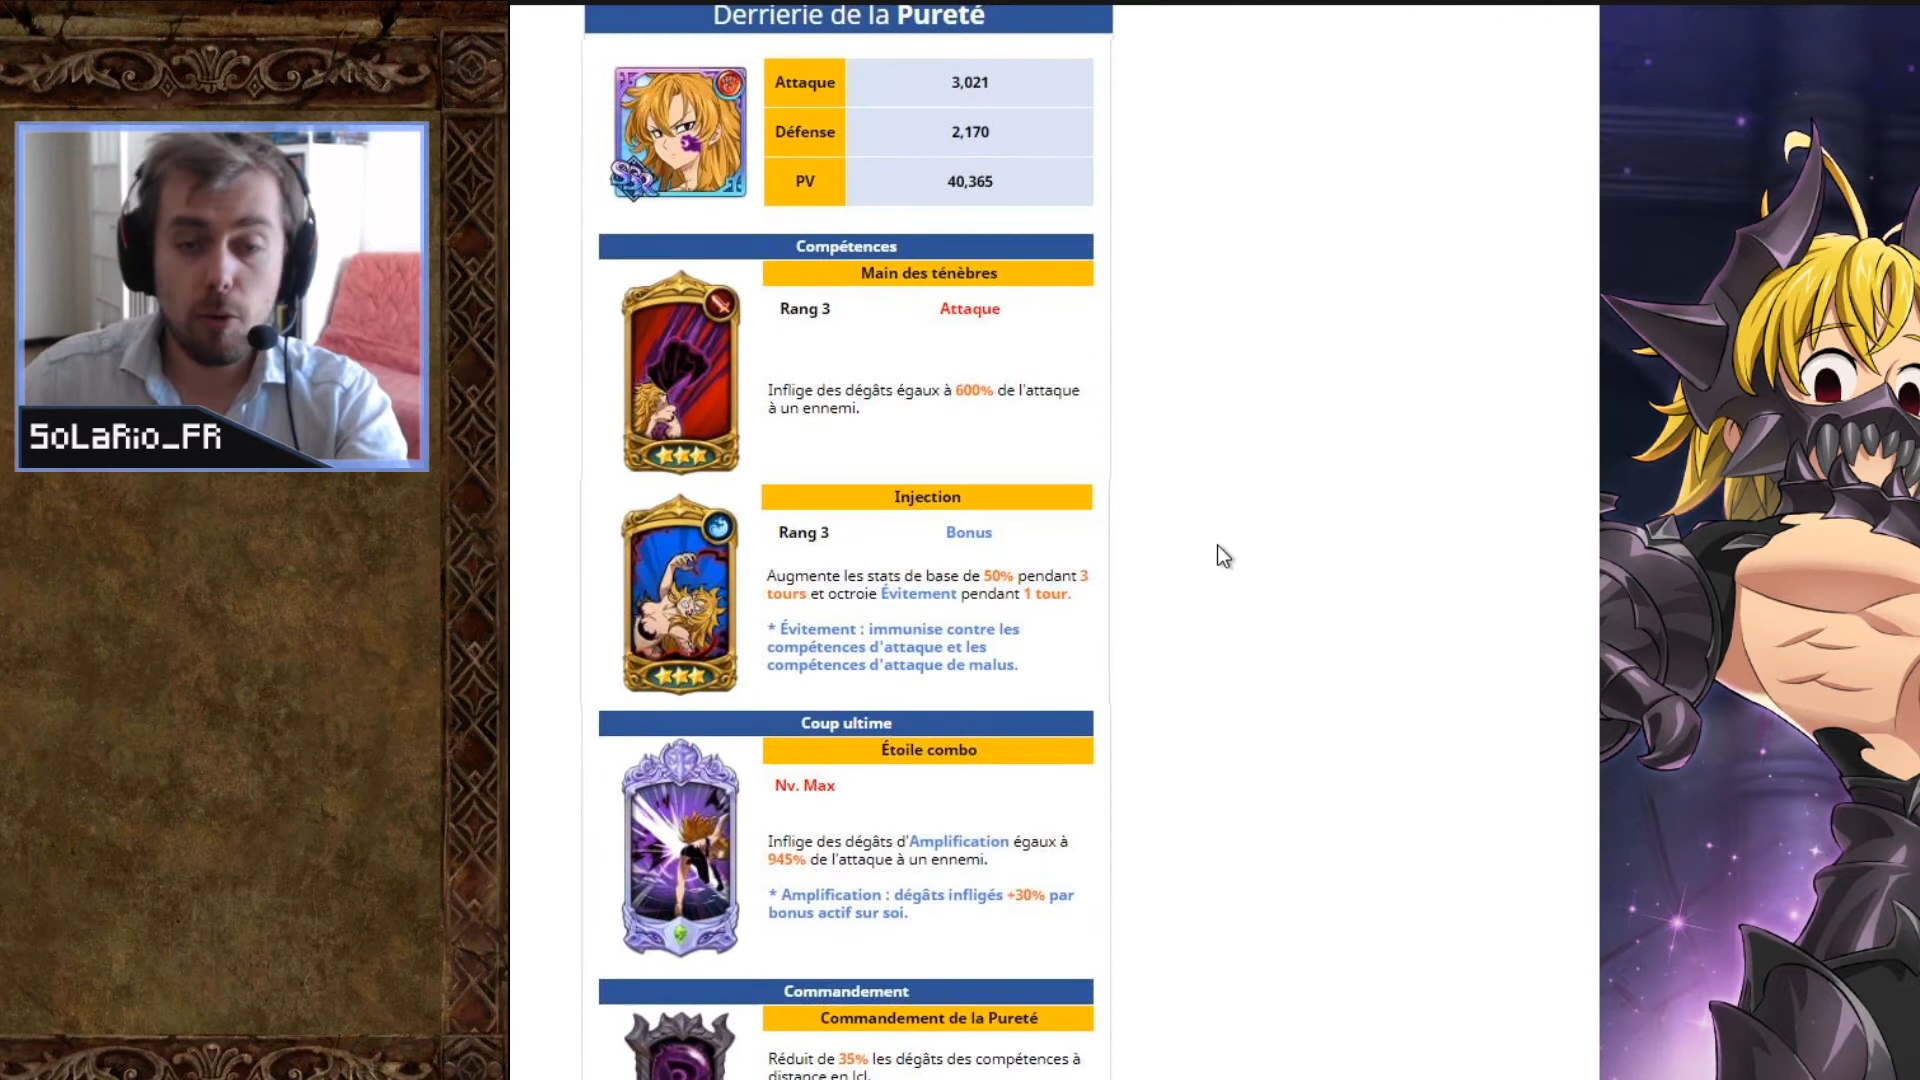 Derrierie de la Pureté
SoLaRio_FR
SSR
Attaque 3,021
Défense 2,170
PV 40,365
Compétences
Main des ténèbres
Rang 3 Attaque
Inflige des dégâts égaux à 600% de l'attaque
à un ennemi.
Injection
Rang 3 Bonus
Augmente les stats de base de 50% pendant 3
tours et octroie Évitement pendant 1 tour.
* Évitement : immunise contre les
compétences d'attaque et les
compétences d'attaque de malus.
Coup ultime
Étoile combo
Nv. Max
Inflige des dégâts d'Amplification égaux à
945% de l'attaque à un ennemi.
* Amplification : dégâts infligés +30% par
bonus actif sur soi.
Commandement
Commandement de la Pureté
Réduit de 35% les dégâts des compétences à
distance en JcJ.